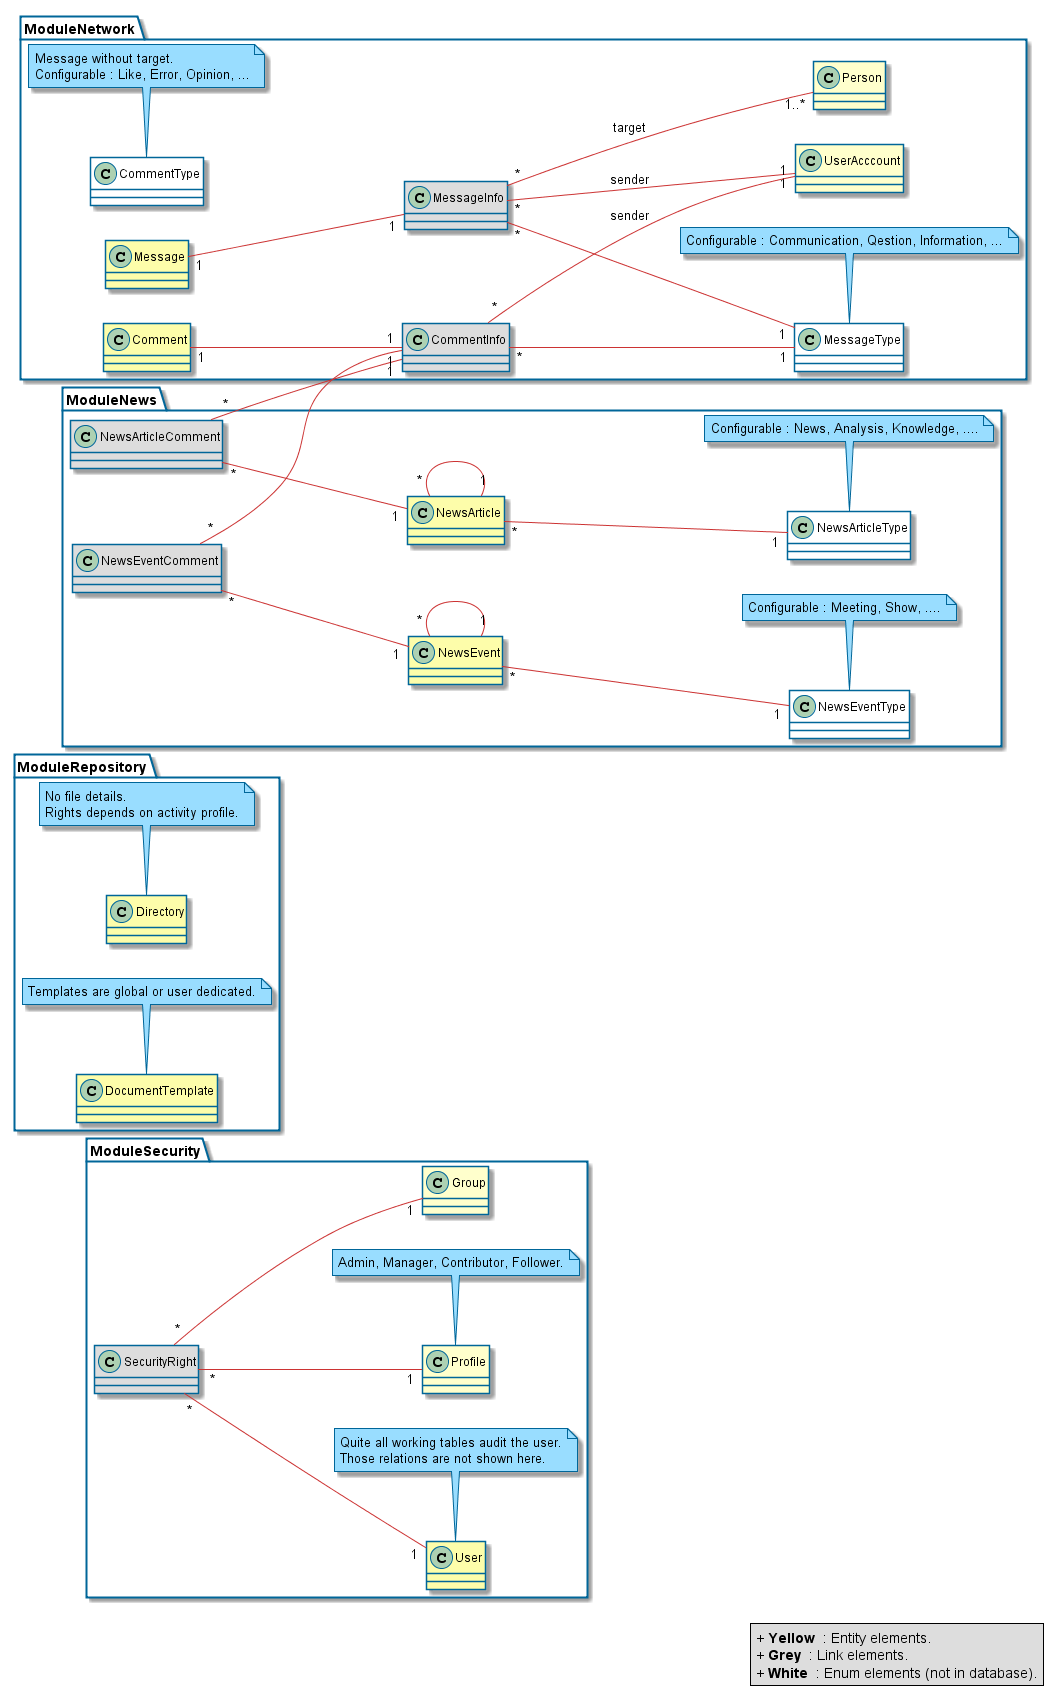 ModuleNetwork
Message without target.
Configurable : Like, Error, Opinion, ...
C Person
1..*
target
C CommentType
*
C UserAcccount
1
1
sender
*
C MessageInfo
1
sender
*
C Message
1
Configurable : Communication, Qestion, Information, ...
*
C Comment
1
1
C CommentInfo
*
1
1
C MessageType
1
1
ModuleNews
*
C NewsArticleComment
*
Configurable : News, Analysis, Knowledge, ....
* 1
C NewsArticle
1
*
C NewsArticleType
1
*
C NewsEventComment
*
Configurable : Meeting, Show, ....
* 1
C NewsEvent
1
*
C NewsEventType
1
ModuleRepository
No file details.
Rights depends on activity profile.
C Directory
Templates are global or user dedicated.
C DocumentTemplate
ModuleSecurity
C Group
1
Admin, Manager, Contributor, Follower.
*
C SecurityRight
*
*
C Profile
1
Quite all working tables audit the user.
Those relations are not shown here.
1
C User
+ Yellow : Entity elements.
+ Grey : Link elements.
+ White : Enum elements (not in database).